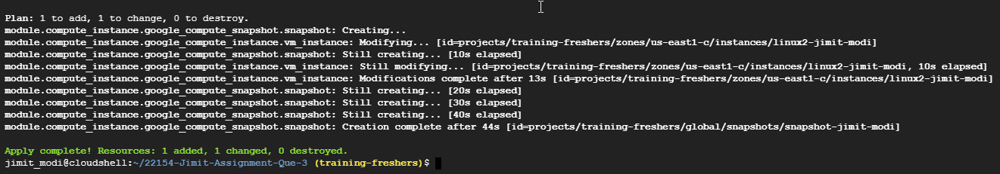 Plan: 1 to add, 1 to change, 0 to destroy.
module.compute_instance.google_compute_snapshot.snapshot: Creating...
module.compute_instance.google_compute_instance.vm_instance: Modifying... [id=projects/training-freshers/zones/us-east1-c/instances/linux2-jimit-modi]
module.compute_instance.google_compute_snapshot.snapshot: Still creating... [10s elapsed]
module.compute_instance.google_compute_instance.vm_instance: Still modifying... [id=projects/training-freshers/zones/us-east1-c/instances/linux2-jimit-modi, 10s elapsed]
module.compute_instance.google_compute_instance.vm_instance: Modifications complete after 13s [id=projects/training-freshers/zones/us-east1-c/instances/linux2-jimit-modi]
module.compute_instance.google_compute_snapshot.snapshot: Still creating... [20s elapsed]
module.compute_instance.google_compute_snapshot.snapshot: Still creating... [30s elapsed]
module.compute_instance.google_compute_snapshot.snapshot: Still creating... [40s elapsed]
module.compute_instance.google_compute_snapshot.snapshot: Creation complete after 44s [id=projects/training-freshers/global/snapshots/snapshot-jimit-modi]
Apply complete! Resources: 1 added, 1 changed, 0 destroyed.
jimit_modi@cloudshell:~/22154-Jimit-Assignment-Que-3 (training-freshers)$